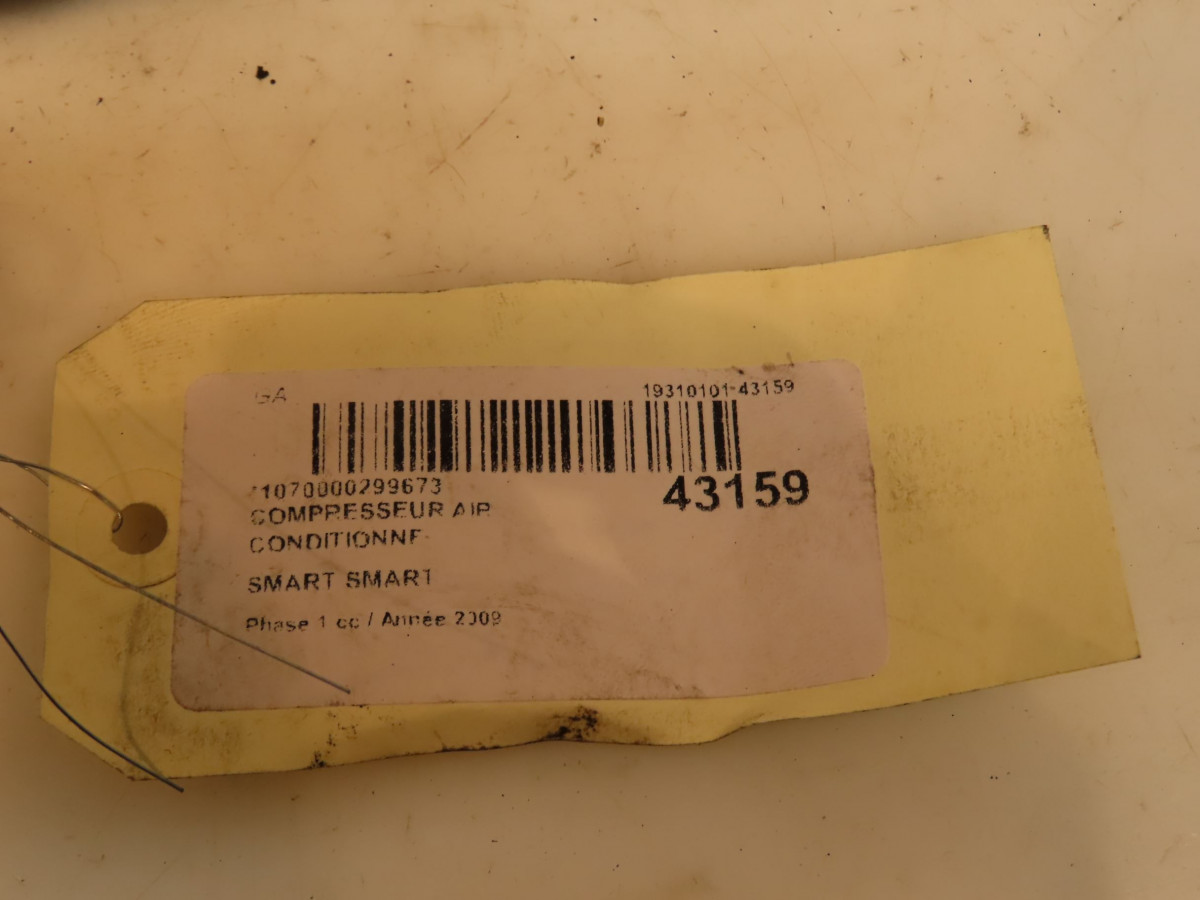 GA
19310101-43159
1070000299673
43159
COMPRESSEUR AIR
CONDITIONNE
SMART SMART
Phase 1 cc / Année 2009